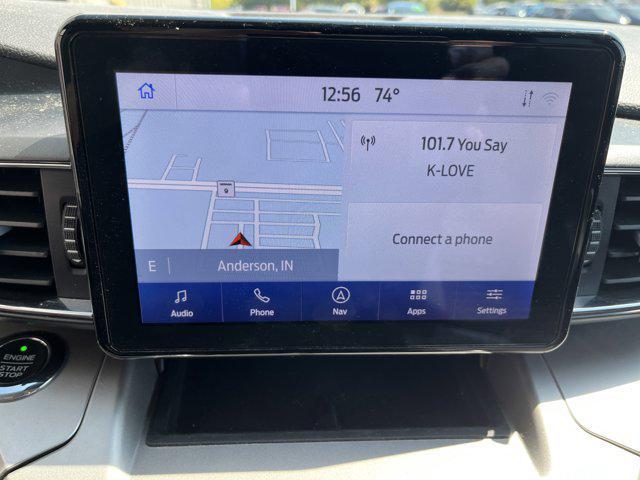 12:56 74°
101.7 You Say
K-LOVE
9
Connect a phone
E | Anderson, IN
Audio Phone Nav Apps Settings
ENGINE
START
STOP